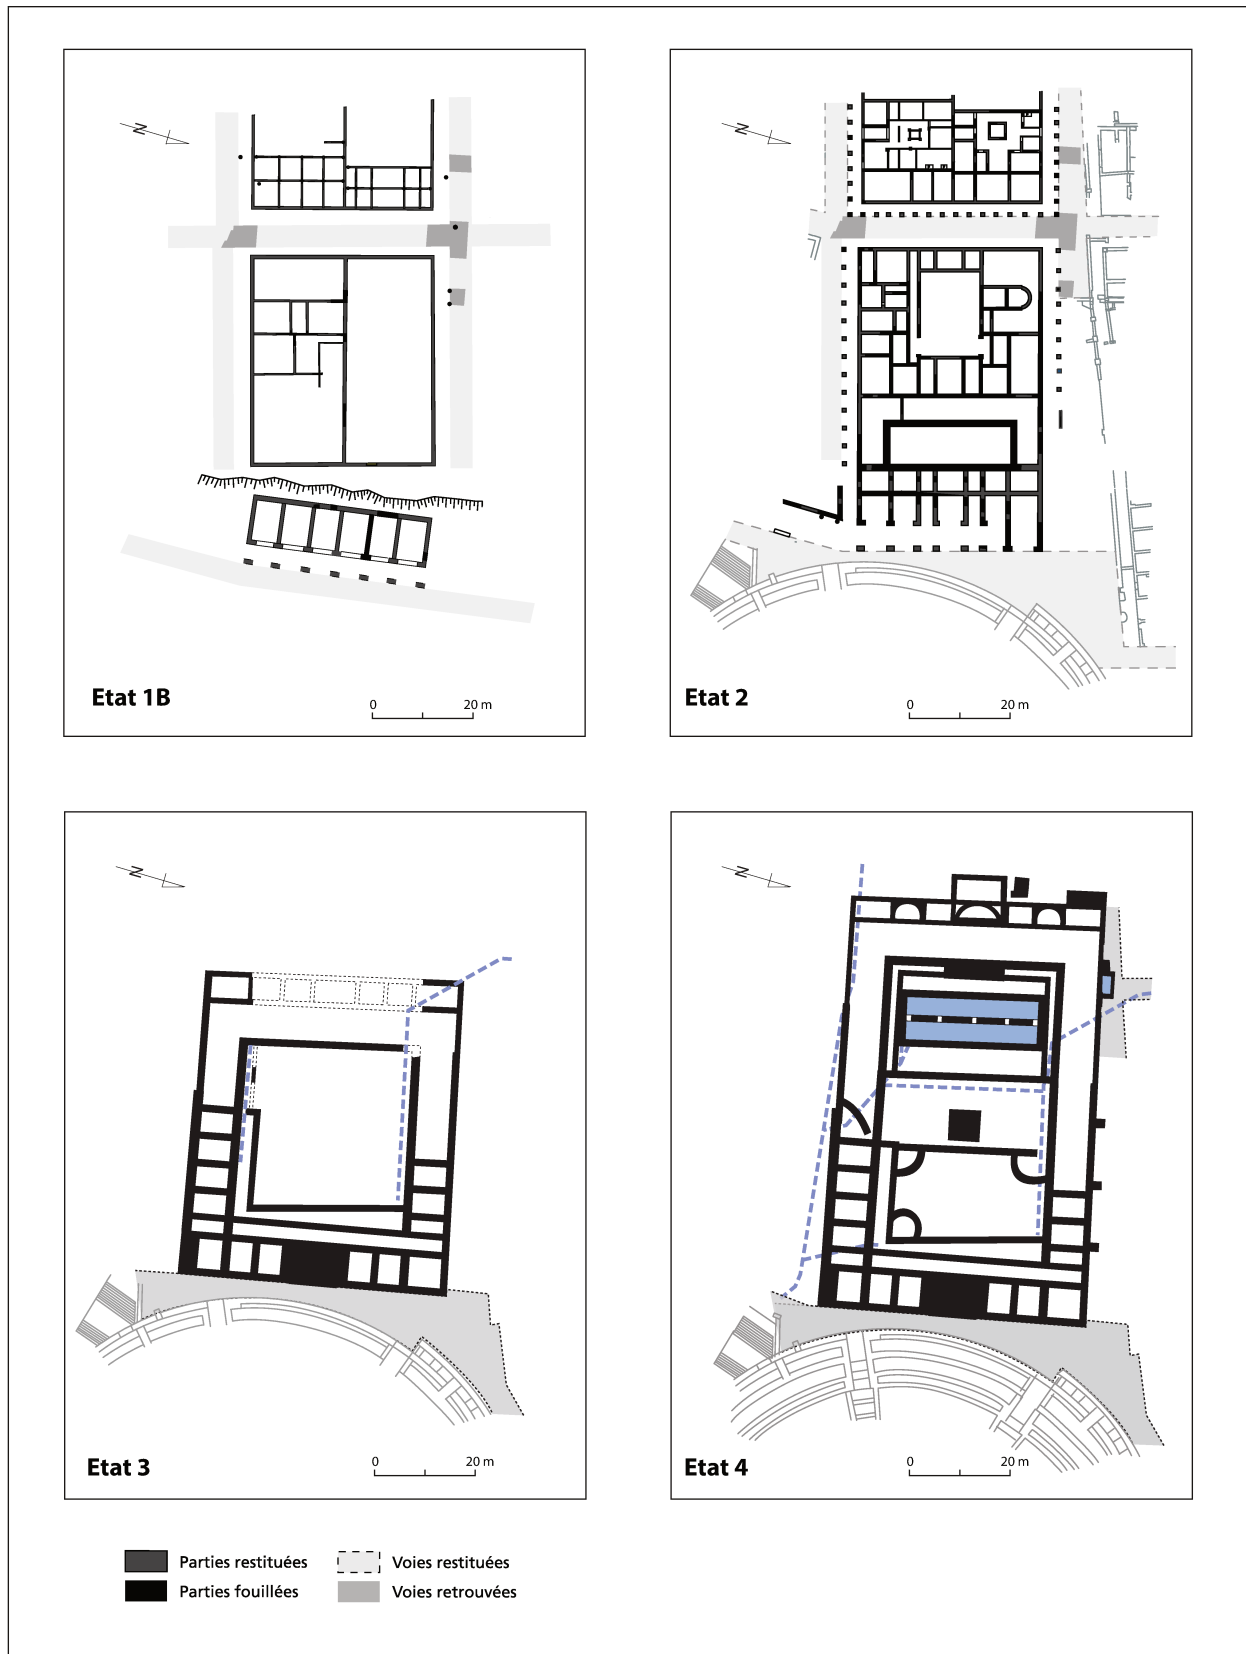 N
N
Etat 1B
0 20 m
Etat 2
0 20 m
N
N
Etat 3
0 20 m
Etat 4
0 20 m
Parties restituées
Voies restituées
Parties fouillées
Voies retrouvées